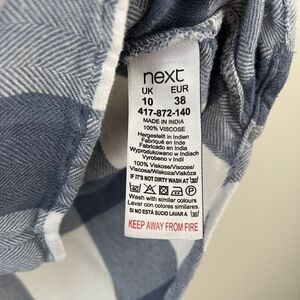 next
UK EUR
10 38
417-872-140
MADE IN INDIA
100% VISCOSE
Hergestellt in Indien
Fabriqué en Inde
Fabricado en India
Wyprodukowano w Indiach
Vyrobeno v Indii
100% Viskose/Viscose/
Viscosa/Wiskoza/Viskóza
IF IT'S NOT DIRTY WASH AT 30
Wash with similar colours
Lavar con colores similares.
SI NO ESTÁ SUCIO LAVAR A 30
KEEP AWAY FROM FIRE